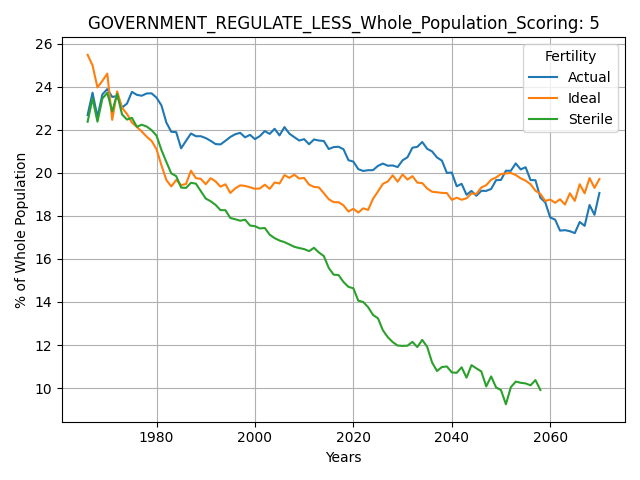 GOVERNMENT_REGULATE_LESS_Whole_Population_Scoring: 5
Fertility
Actual
Ideal
Sterile
% of Whole Population
26
24
22
20
18
16
14
12
10
1980
2000
2020
2040
2060
Years